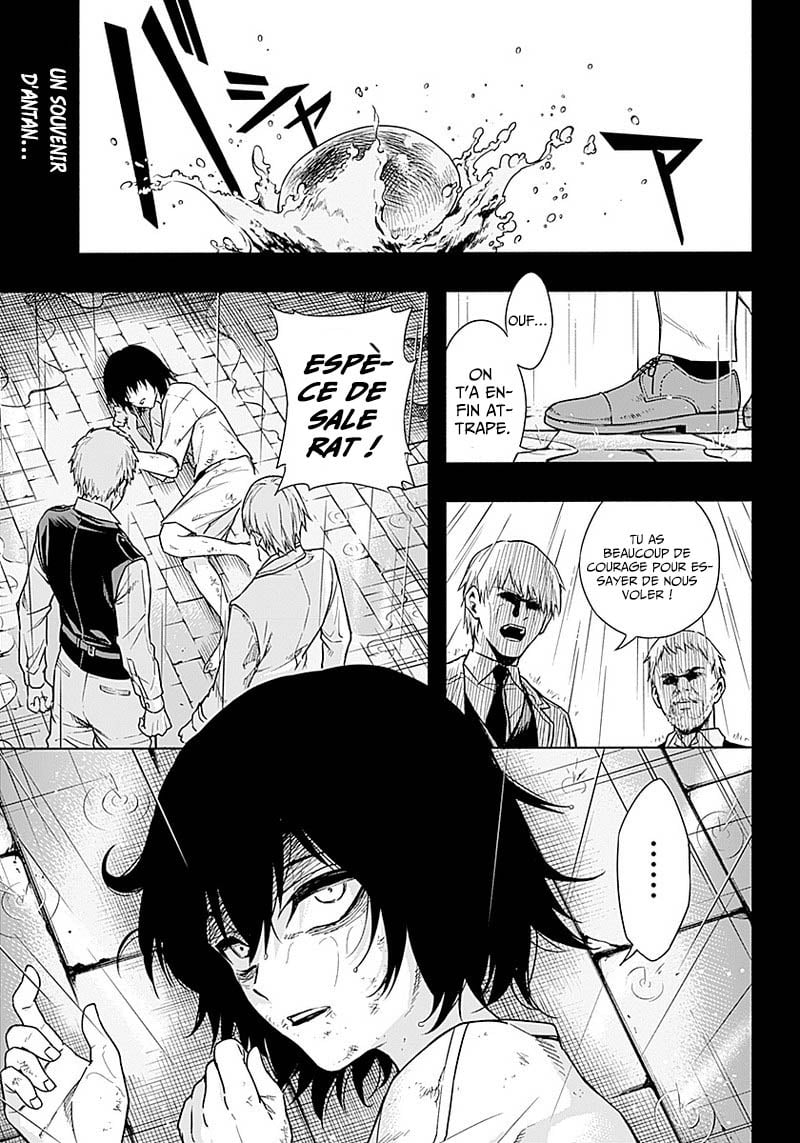 UN SOUVENIR
D'ANTAN...
バシャァ
OUF...
ON
T'A EN-
FIN AT-
TRAPE.
ESPÈ-
CE DE
SALE
RAT !
TU AS
BEAUCOUP DE
COURAGE POUR ES-
SAYER DE NOUS
VOLER !
.....